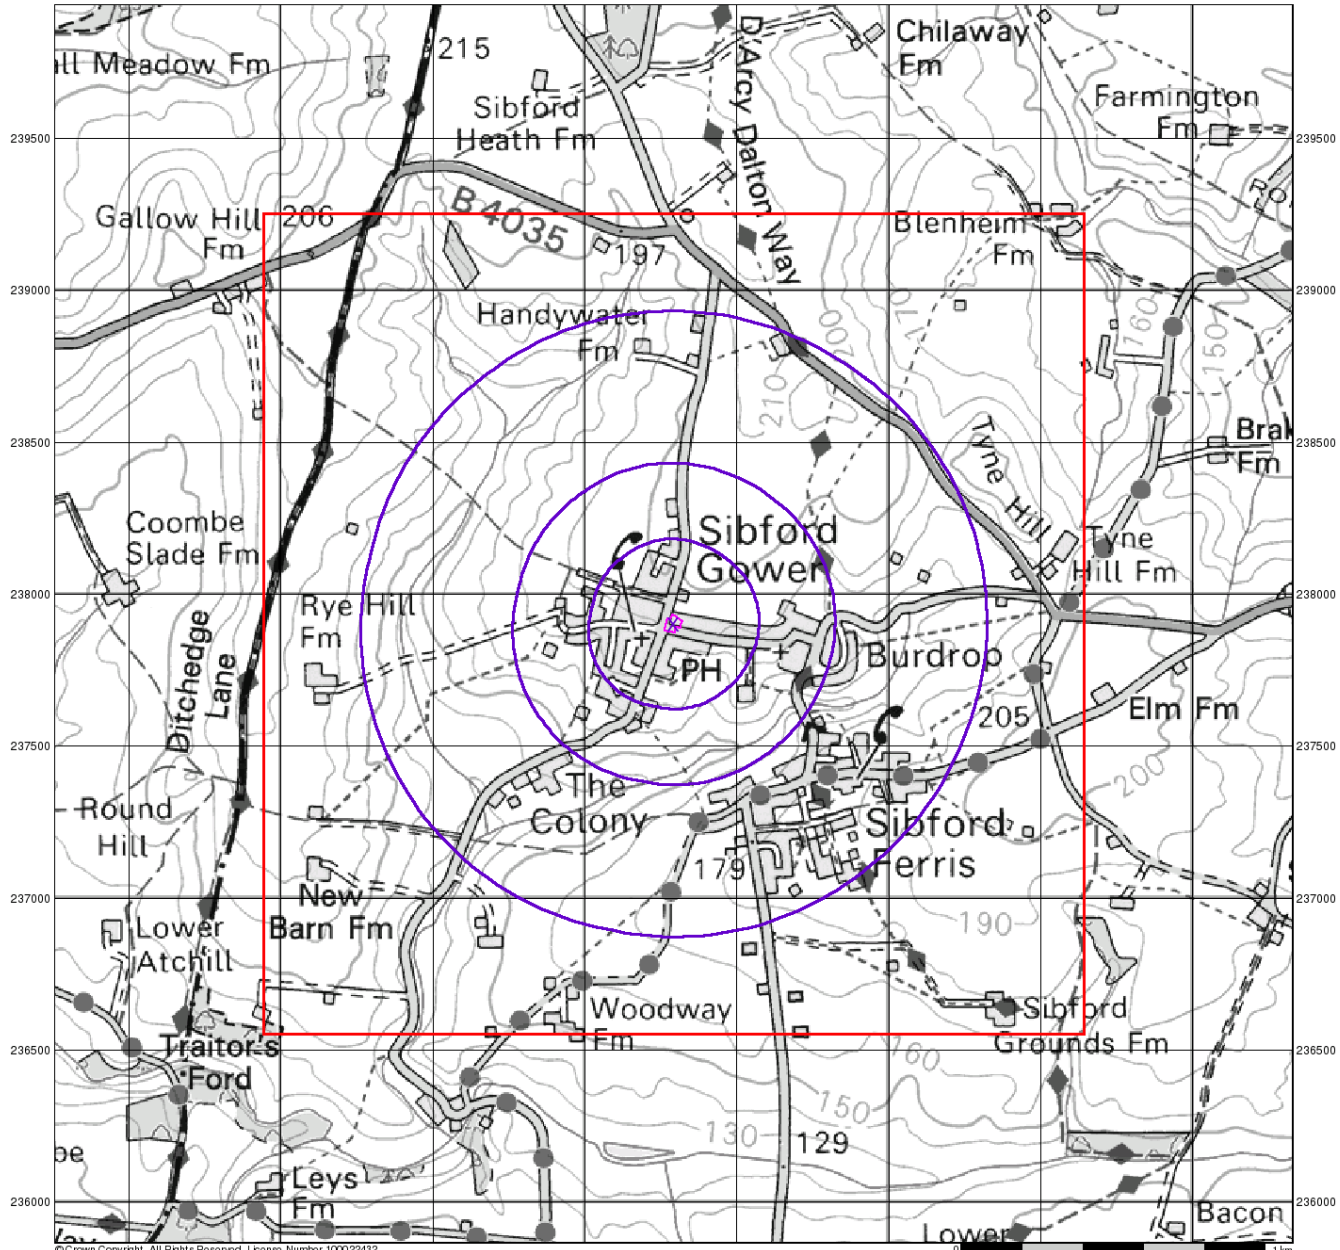 215
D'Arcy Dalton Way
Chilaway
Fm
all Meadow Fm
Sibford
Heath Fm
Farmington
Fm
239500
239500
Gallow Hill
Fm
206
B4035
197
Blenheim
Fm
239000
239000
Handywater
Fm
200
170
160
150
210
Tyne Hill
238500
238500
Brak
Fm
Coombe
Slade Fm
Sibford
Gower
Tyne
Hill Fm
238000
238000
Rye Hill
Fm
PH
Burdrop
Ditchedge
Lane
205
Elm Fm
237500
237500
The
Colony
200
Round
Hill
Sibford
Ferris
179
237000
237000
New
Barn Fm
190
Lower
Atchill
Woodway
Fm
Sibford
Grounds Fm
236500
236500
Traitor's
Ford
160
150
130
129
be
Leys
Fm
236000
236000
Way
Lower
Bacon
© Crown Copyright. All Rights Reserved. License Number 100022432
0
1 km